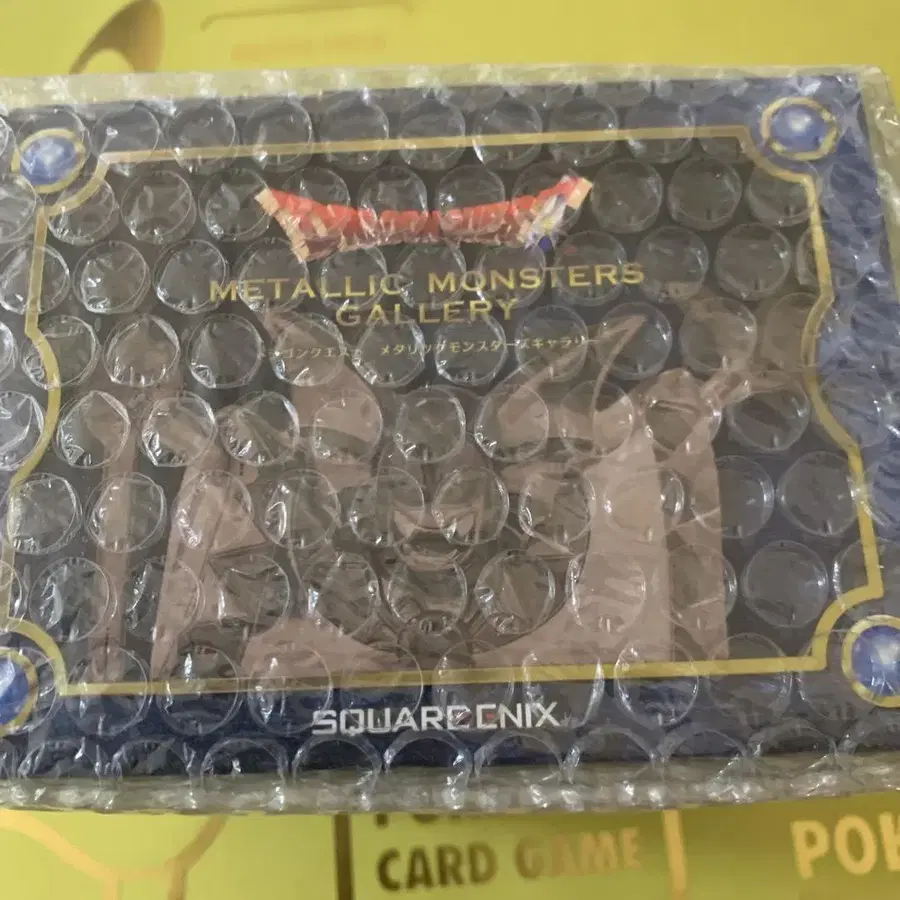 METALLIC MONSTERS
GALLERY
メタリックモンスターズギャラリー
SQUARE ENIX
CARD GAME
POK